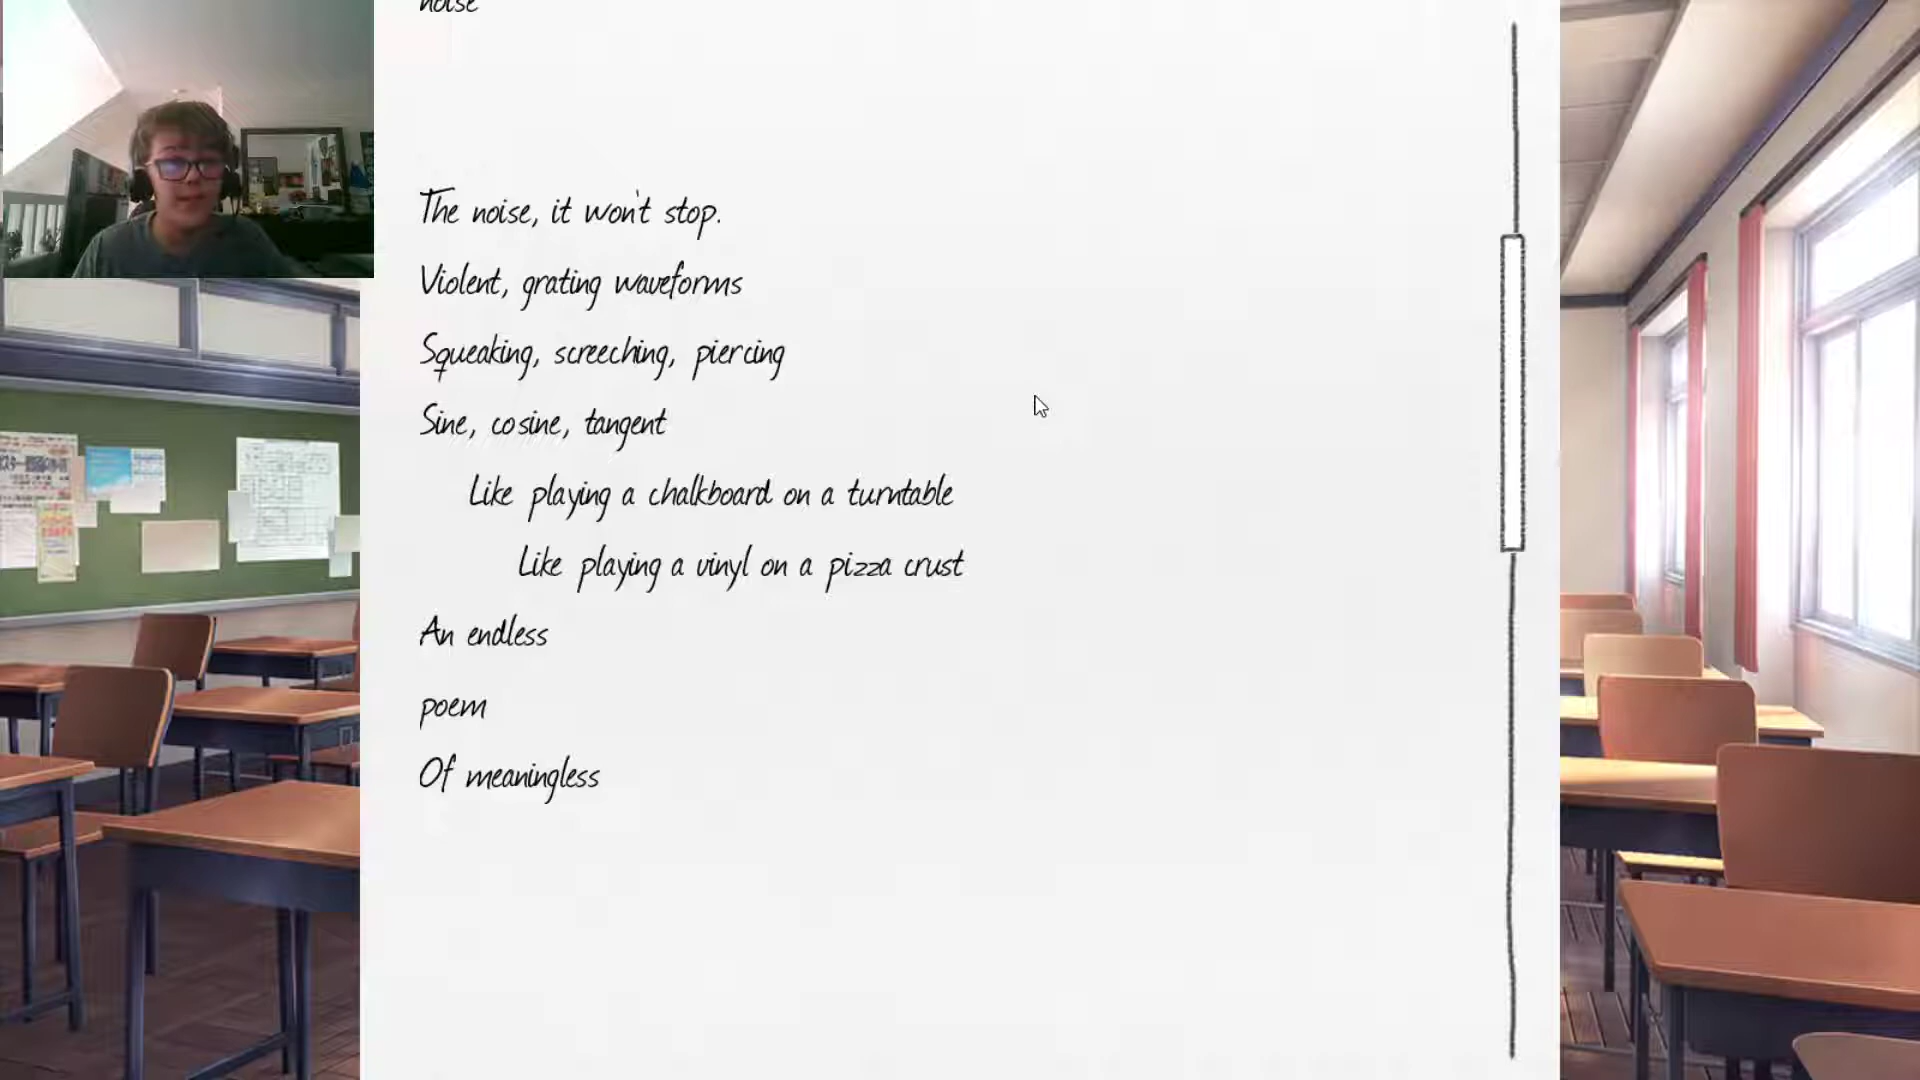 noise
The noise, it won't stop.
Violent, grating waveforms
Squeaking, screeching, piercing
Sine, cosine, tangent
Like playing a chalkboard on a turntable
Like playing a vinyl on a pizza crust
An endless
poem
Of meaningless